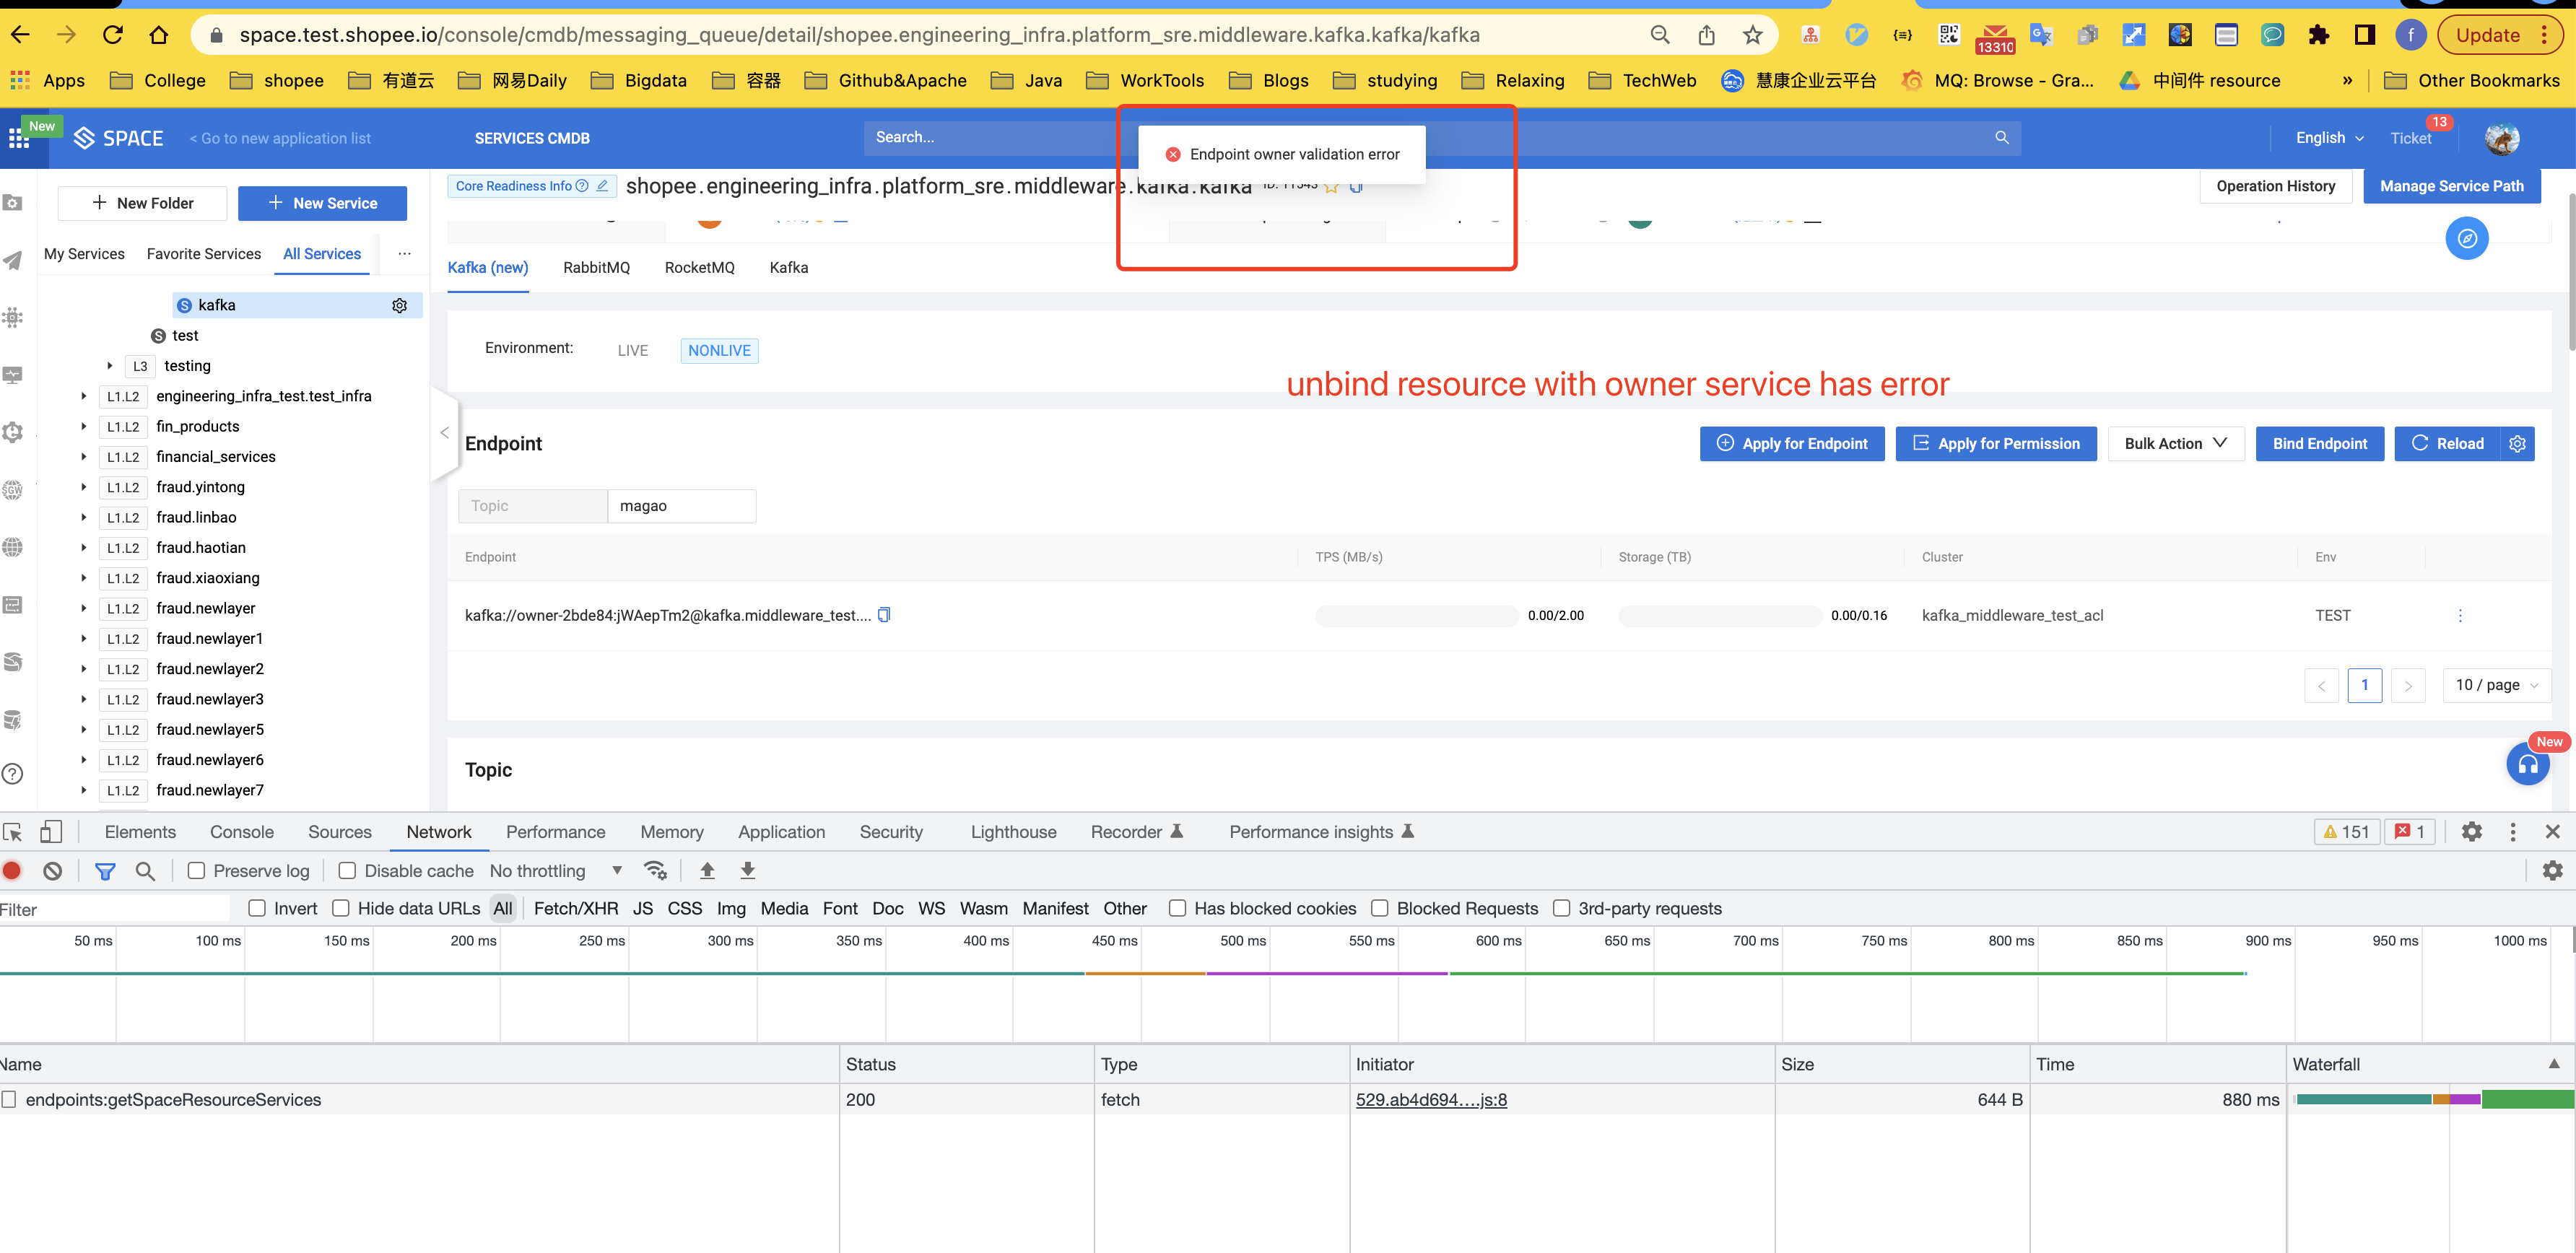 space.test.shopee.io/console/cmdb/messaging_queue/detail/shopee.engineering_infra.platform_sre.middleware.kafka.kafka/kafka
13310
f
Update
Apps College shopee 有道云 网易Daily Bigdata 容器 Github&Apache Java WorkTools Blogs studying Relaxing TechWeb 慧康企业云平台 MQ: Browse - Gra... 中间件 resource » Other Bookmarks
New
SPACE < Go to new application list SERVICES CMDB Search... English Ticket 13
Endpoint owner validation error
Core Readiness Info shopee.engineering_infra.platform_sre.middleware.kafka.kafka Operation History Manage Service Path
+ New Folder + New Service
My Services Favorite Services All Services ...
Kafka (new) RabbitMQ RocketMQ Kafka
S kafka
S test
L3 testing
L1.L2 engineering_infra_test.test_infra
L1.L2 fin_products
L1.L2 financial_services
L1.L2 fraud.yintong
L1.L2 fraud.linbao
L1.L2 fraud.haotian
L1.L2 fraud.xiaoxiang
L1.L2 fraud.newlayer
L1.L2 fraud.newlayer1
L1.L2 fraud.newlayer2
L1.L2 fraud.newlayer3
L1.L2 fraud.newlayer5
L1.L2 fraud.newlayer6
L1.L2 fraud.newlayer7
SGW
Environment: LIVE NONLIVE
unbind resource with owner service has error
Endpoint Apply for Endpoint Apply for Permission Bulk Action Bind Endpoint Reload
Topic magao
Endpoint TPS (MB/s) Storage (TB) Cluster Env
kafka://owner-2bde84:jWAepTm2@kafka.middleware_test.... 0.00/2.00 0.00/0.16 kafka_middleware_test_acl TEST
< 1 > 10 / page
New
Topic
Elements Console Sources Network Performance Memory Application Security Lighthouse Recorder Performance insights 151 1
Preserve log Disable cache No throttling
Filter Invert Hide data URLs All Fetch/XHR JS CSS Img Media Font Doc WS Wasm Manifest Other Has blocked cookies Blocked Requests 3rd-party requests
50 ms 100 ms 150 ms 200 ms 250 ms 300 ms 350 ms 400 ms 450 ms 500 ms 550 ms 600 ms 650 ms 700 ms 750 ms 800 ms 850 ms 900 ms 950 ms 1000 ms
Name Status Type Initiator Size Time Waterfall
endpoints:getSpaceResourceServices 200 fetch 529.ab4d694....js:8 644 B 880 ms